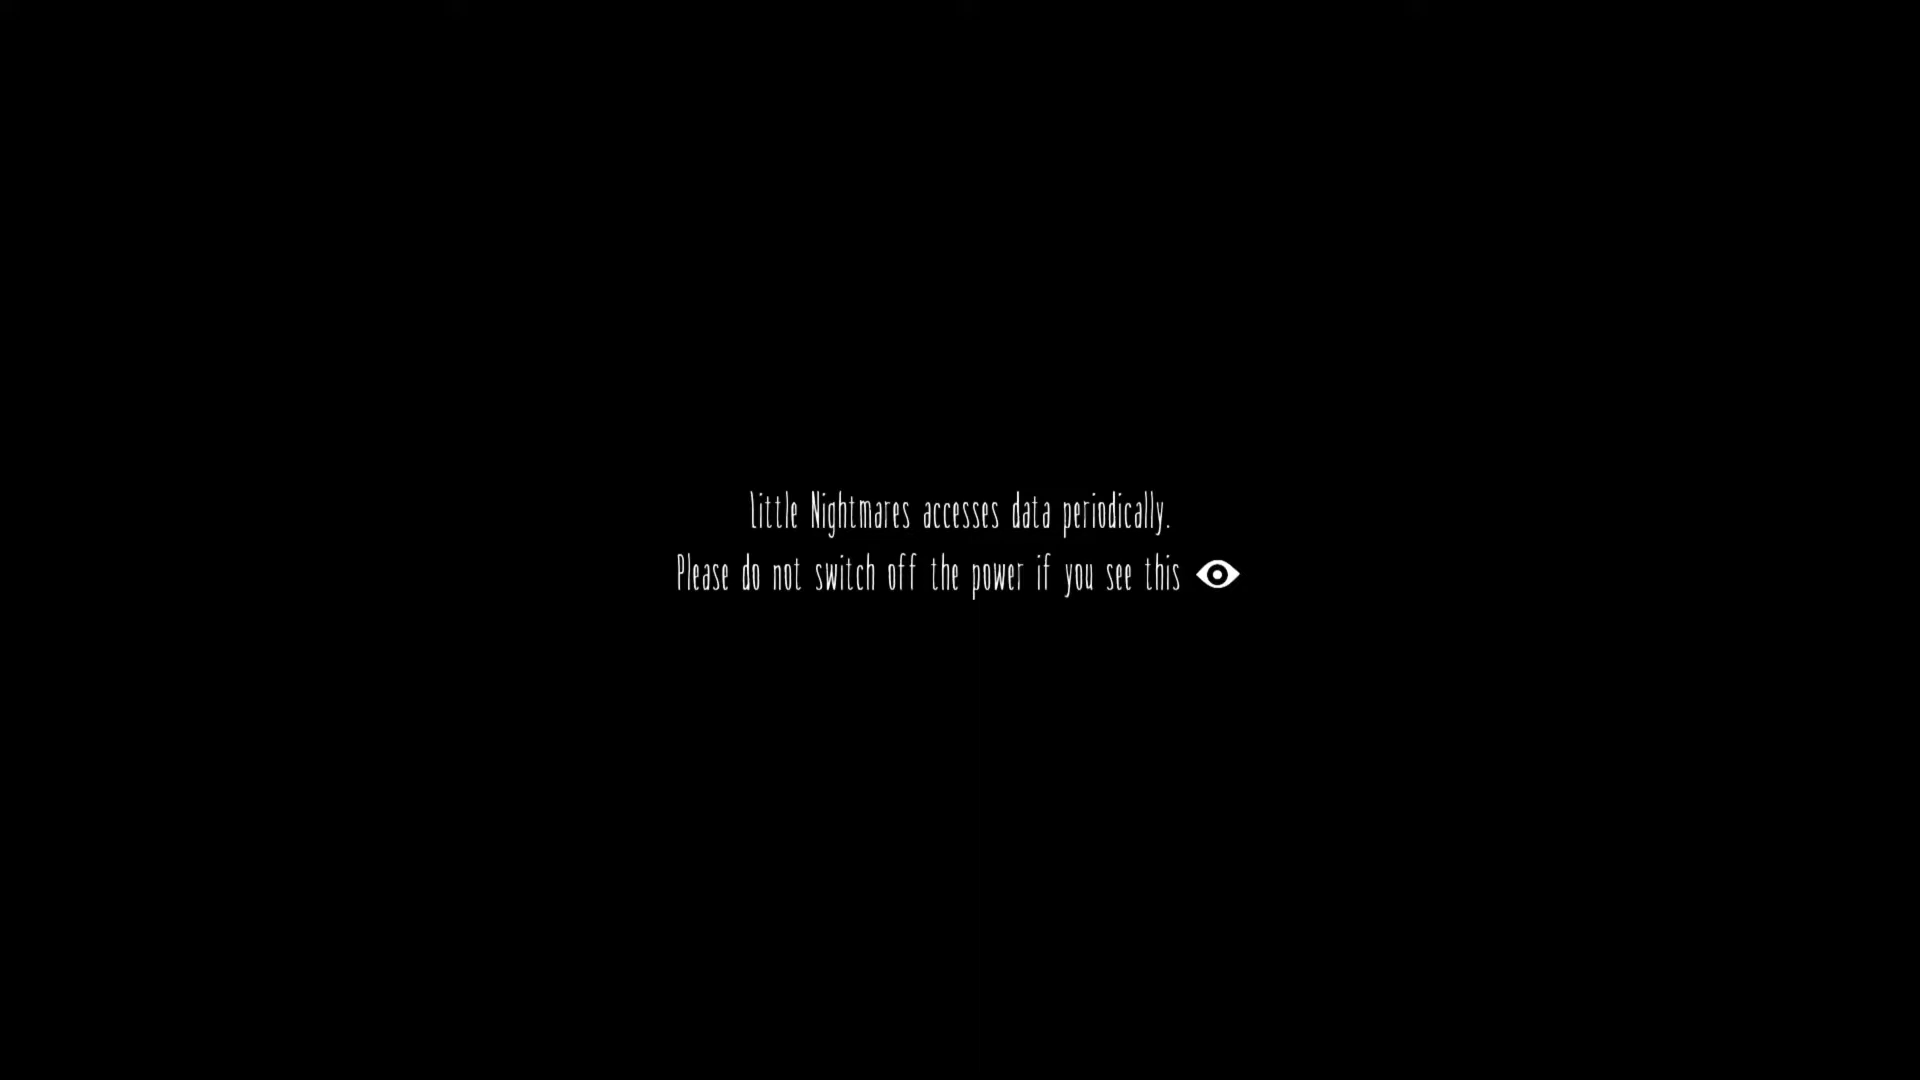 Little Nightmares accesses data periodically.
Please do not switch off the power if you see this